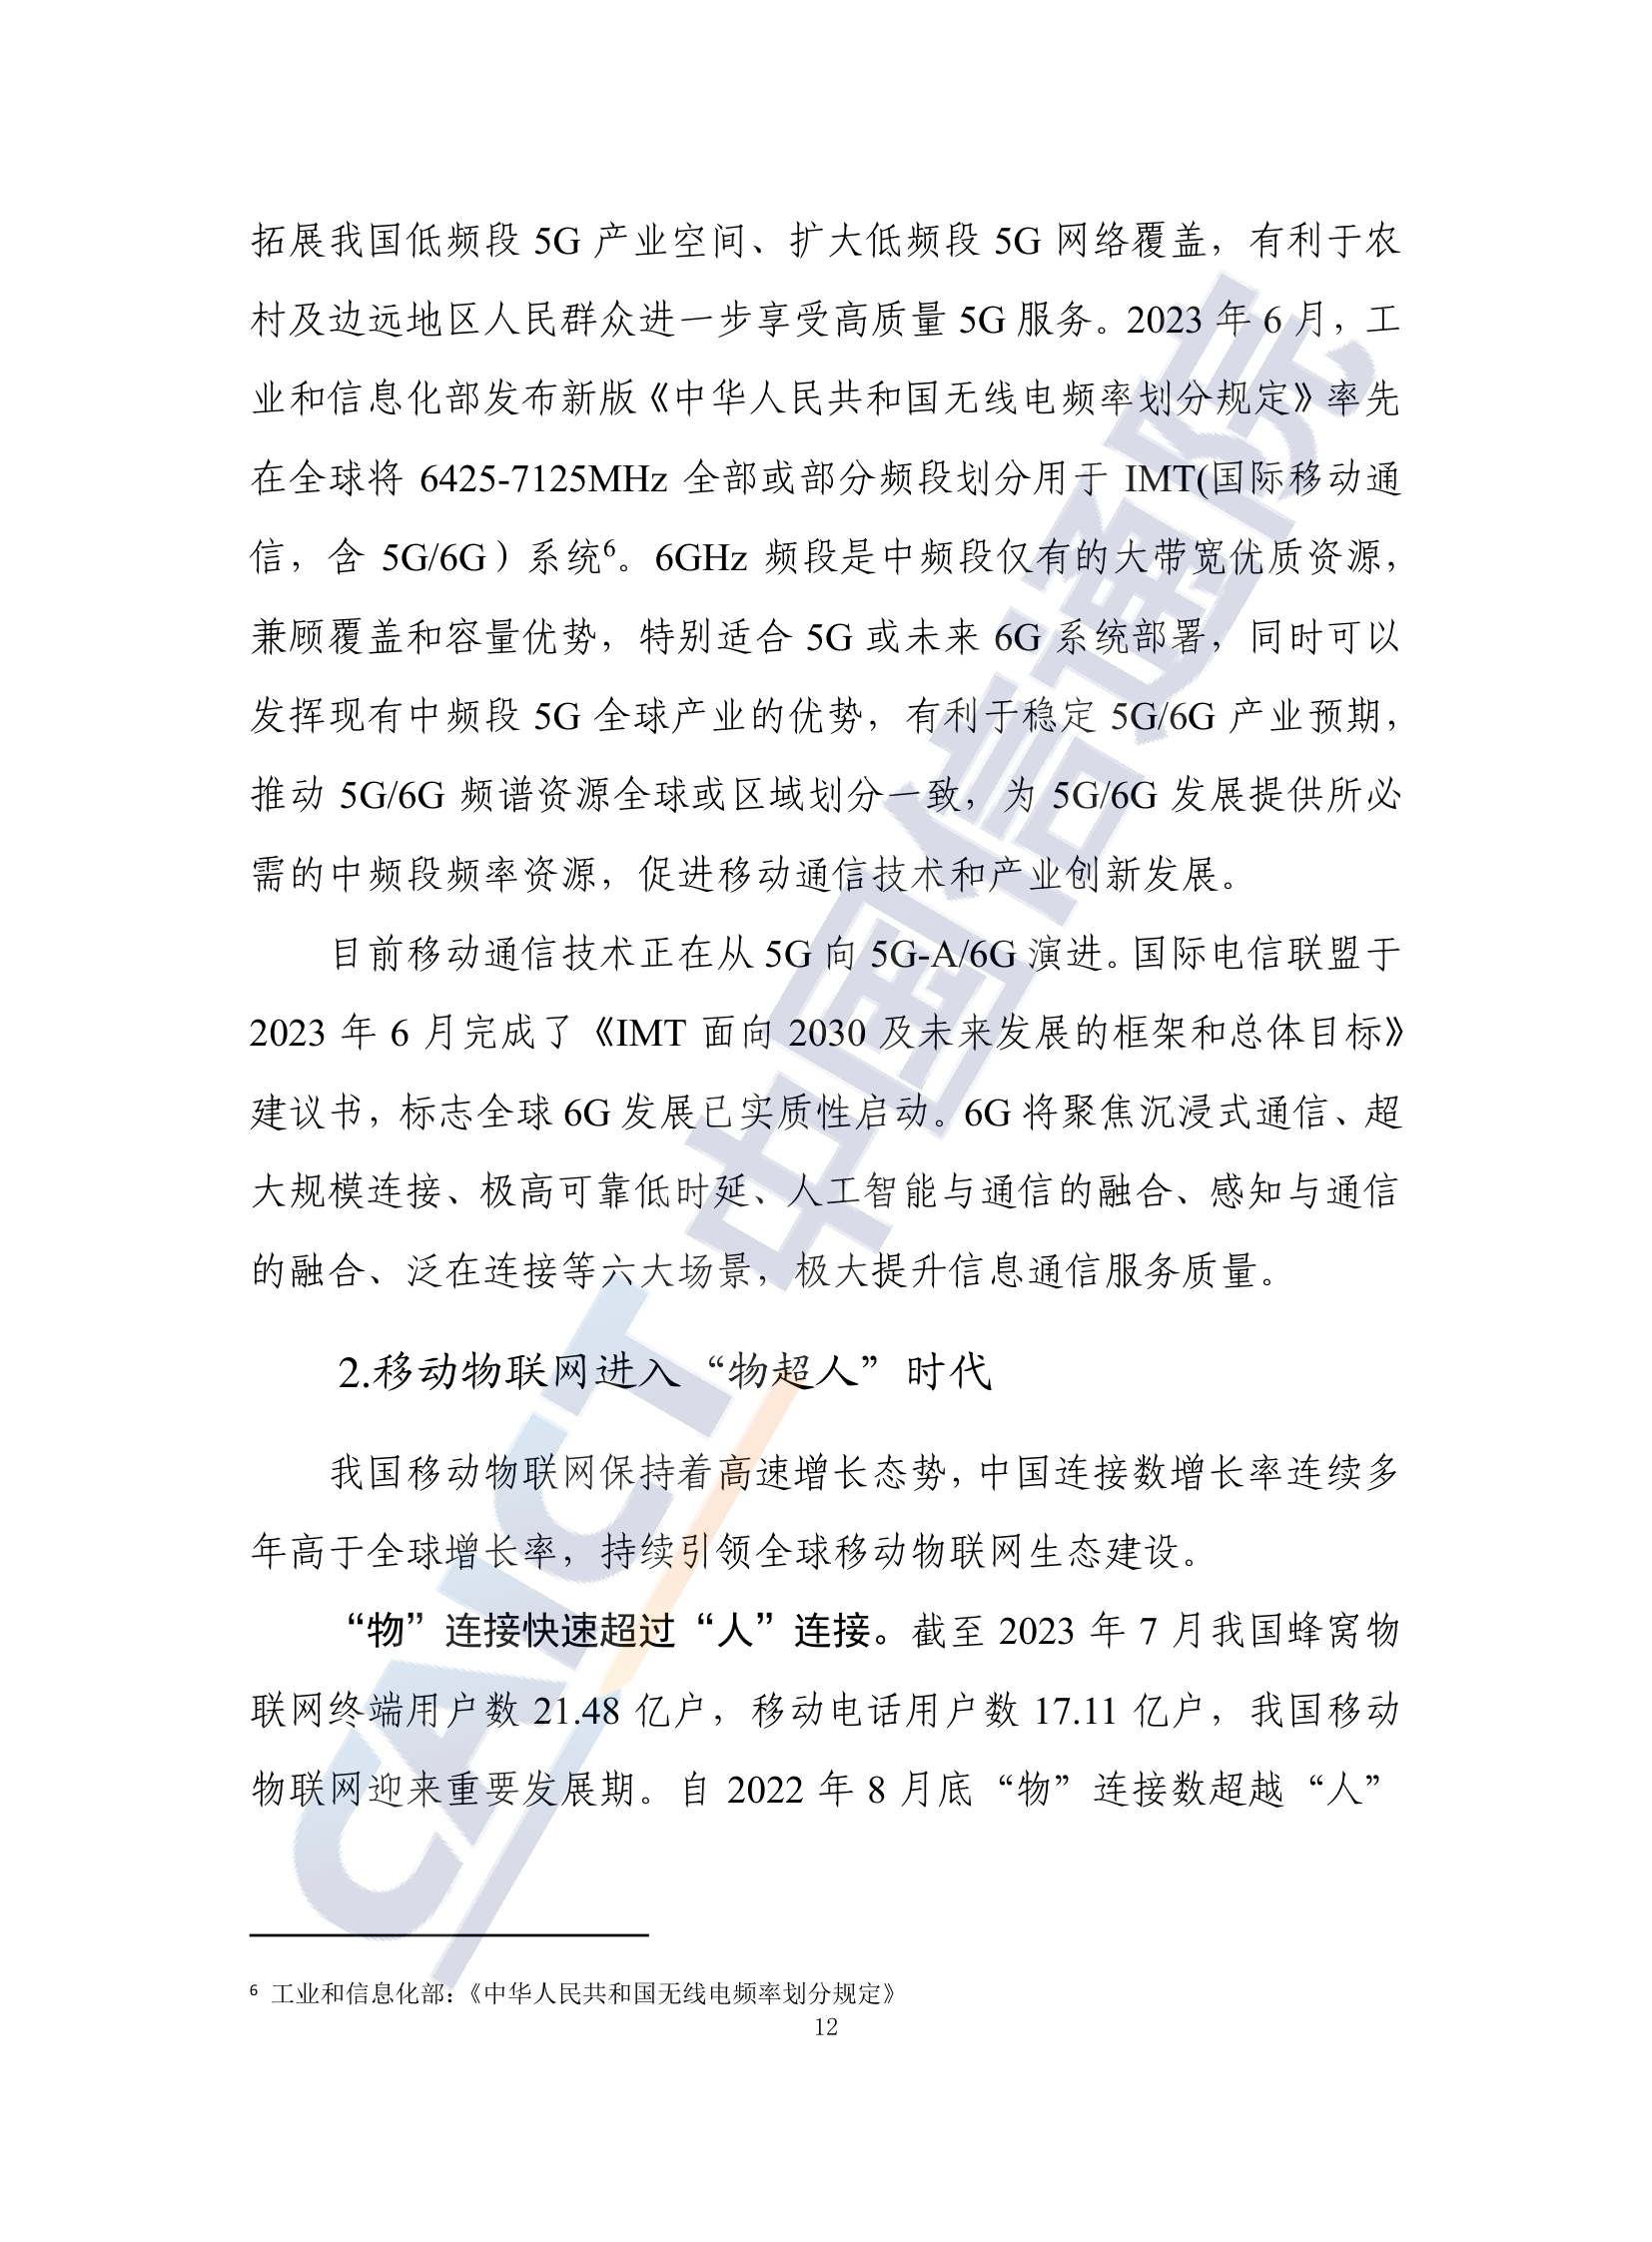 拓展我国低频段 5G 产业空间、扩大低频段 5G 网络覆盖，有利于农
村及边远地区人民群众进一步享受高质量 5G 服务。2023 年 6 月，工
业和信息化部发布新版《中华人民共和国无线电频率划分规定》率先
在全球将 6425-7125MHz 全部或部分频段划分用于 IMT(国际移动通
信，含 5G/6G）系统⁶。6GHz 频段是中频段仅有的大带宽优质资源，
兼顾覆盖和容量优势，特别适合 5G 或未来 6G 系统部署，同时可以
发挥现有中频段 5G 全球产业的优势，有利于稳定 5G/6G 产业预期，
推动 5G/6G 频谱资源全球或区域划分一致，为 5G/6G 发展提供所必
需的中频段频率资源，促进移动通信技术和产业创新发展。
目前移动通信技术正在从 5G 向 5G-A/6G 演进。国际电信联盟于
2023 年 6 月完成了《IMT 面向 2030 及未来发展的框架和总体目标》
建议书，标志全球 6G 发展已实质性启动。6G 将聚焦沉浸式通信、超
大规模连接、极高可靠低时延、人工智能与通信的融合、感知与通信
的融合、泛在连接等六大场景，极大提升信息通信服务质量。
2.移动物联网进入“物超人”时代
我国移动物联网保持着高速增长态势，中国连接数增长率连续多
年高于全球增长率，持续引领全球移动物联网生态建设。
“物”连接快速超过“人”连接。截至 2023 年 7 月我国蜂窝物
联网终端用户数 21.48 亿户，移动电话用户数 17.11 亿户，我国移动
物联网迎来重要发展期。自 2022 年 8 月底“物”连接数超越“人”
⁶ 工业和信息化部：《中华人民共和国无线电频率划分规定》
12
CAICT 中国信通院